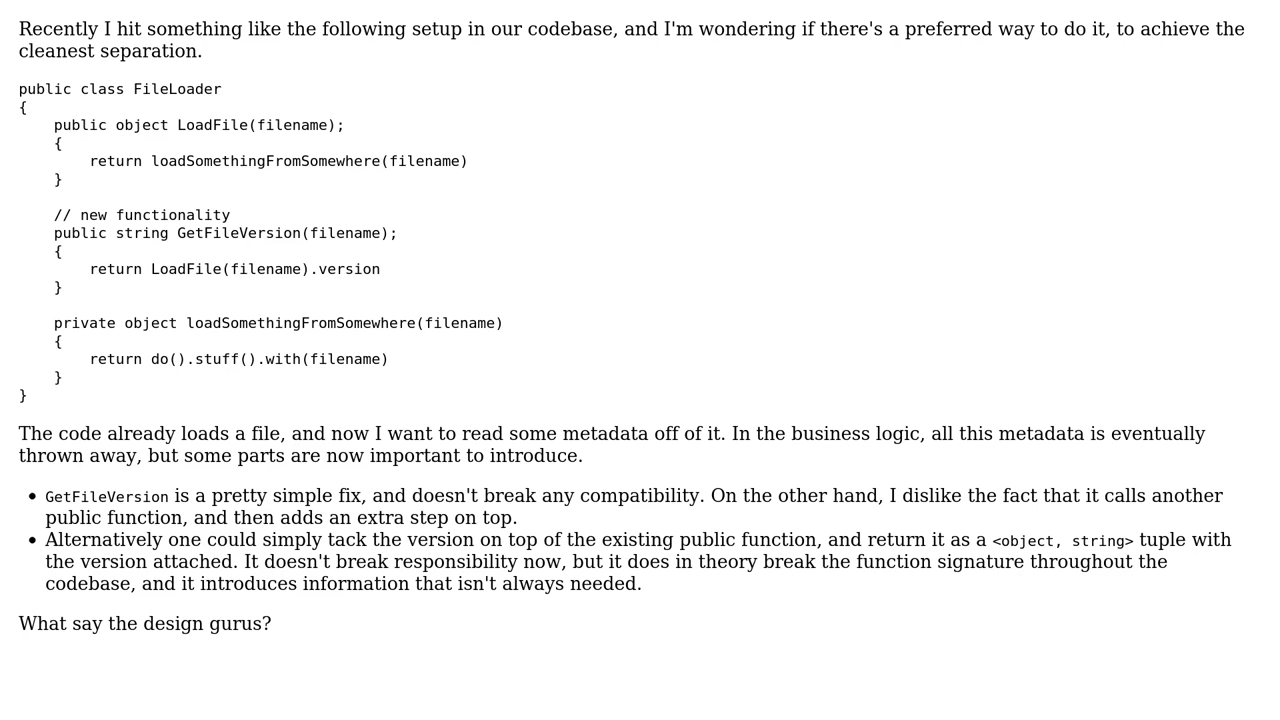 Recently I hit something like the following setup in our codebase, and I'm wondering if there's a preferred way to do it, to achieve the
cleanest separation.
public class FileLoader
{
    public object LoadFile(filename);
    {
        return loadSomethingFromSomewhere(filename)
    }

    // new functionality
    public string GetFileVersion(filename);
    {
        return LoadFile(filename).version
    }

    private object loadSomethingFromSomewhere(filename)
    {
        return do().stuff().with(filename)
    }
}
The code already loads a file, and now I want to read some metadata off of it. In the business logic, all this metadata is eventually
thrown away, but some parts are now important to introduce.
• GetFileVersion is a pretty simple fix, and doesn't break any compatibility. On the other hand, I dislike the fact that it calls another
public function, and then adds an extra step on top.
• Alternatively one could simply tack the version on top of the existing public function, and return it as a <object, string> tuple with
the version attached. It doesn't break responsibility now, but it does in theory break the function signature throughout the
codebase, and it introduces information that isn't always needed.
What say the design gurus?